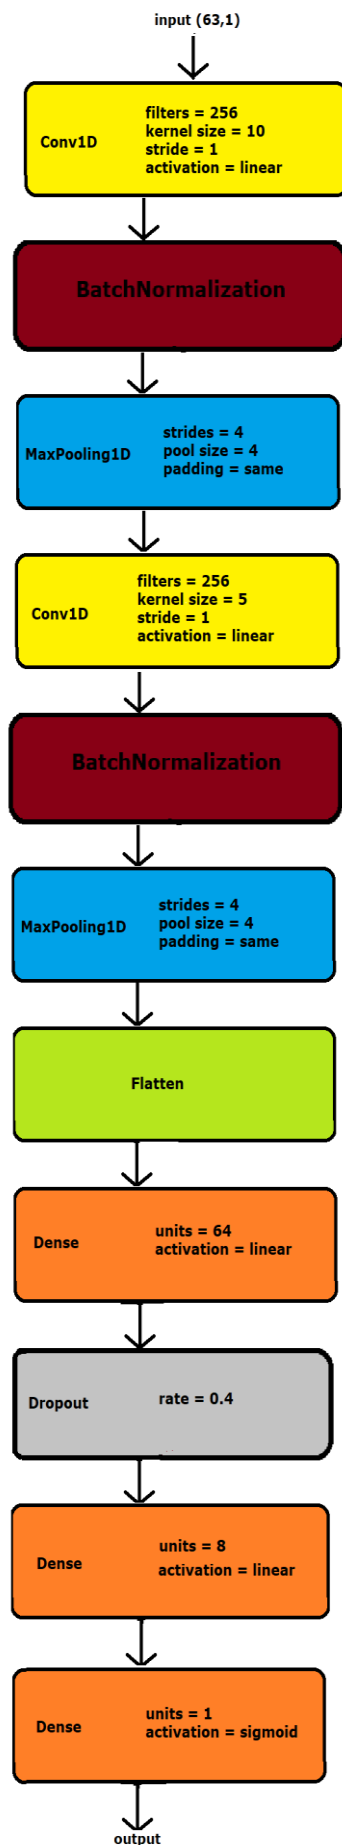 input (63,1)
Conv1D
filters = 256
kernel size = 10
stride = 1
activation = linear
BatchNormalization
MaxPooling1D
strides = 4
pool size = 4
padding = same
Conv1D
filters = 256
kernel size = 5
stride = 1
activation = linear
BatchNormalization
MaxPooling1D
strides = 4
pool size = 4
padding = same
Flatten
Dense
units = 64
activation = linear
Dropout
rate = 0.4
Dense
units = 8
activation = linear
Dense
units = 1
activation = sigmoid
output